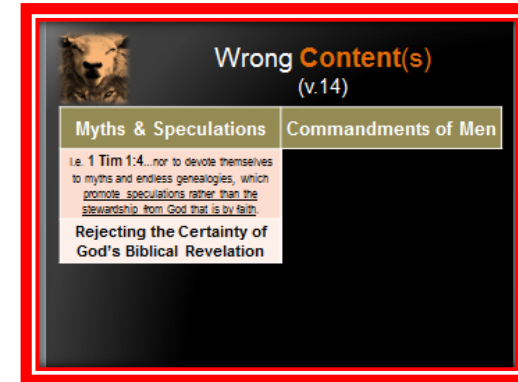 Wrong Content(s)
(v.14)
Myths & Speculations
Commandments of Men
i.e. 1 Tim 1:4...nor to devote themselves
to myths and endless genealogies, which
promote speculations rather than the
stewardship from God that is by faith.
Rejecting the Certainty of
God's Biblical Revelation